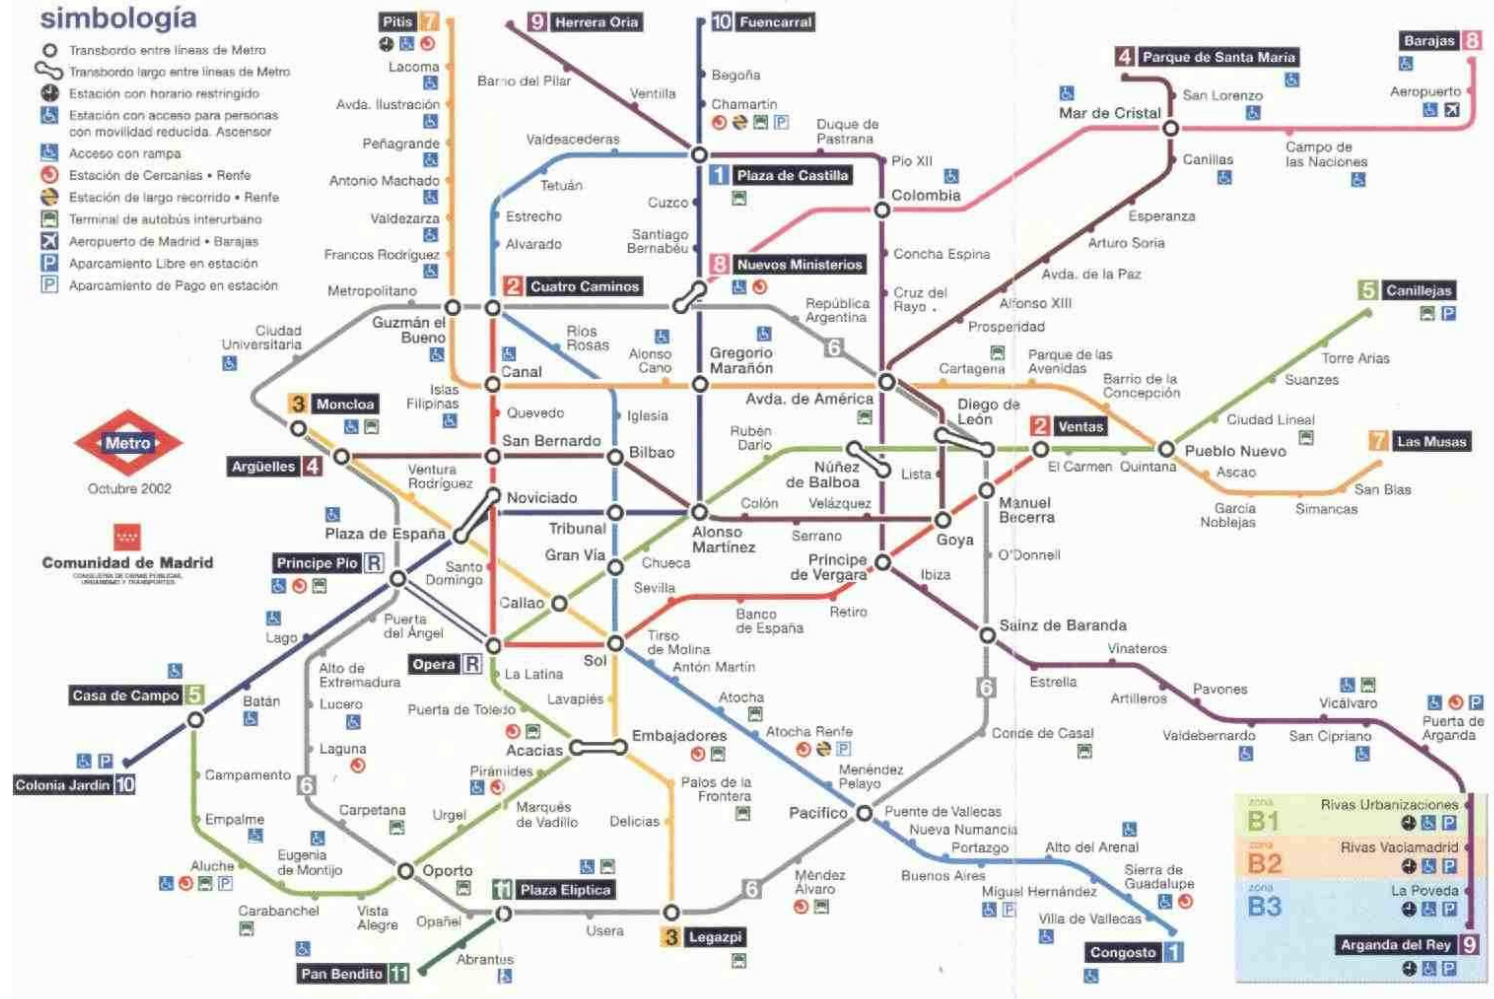 simbología
Transbordo entre líneas de Metro
Transbordo largo entre líneas de Metro
Estación con horario restringido
Estación con acceso para personas
con movilidad reducida. Ascensor
Acceso con rampa
Estación de Cercanías • Renfe
Estación de largo recorrido • Renfe
Terminal de autobús interurbano
Aeropuerto de Madrid • Barajas
P Aparcamiento Libre en estación
P Aparcamiento de Pago en estación
Metro
Octubre 2002
Comunidad de Madrid
Pitis 7
Lacoma
Avda. Ilustración
Peñagrande
Antonio Machado
Valdezarza
Francos Rodríguez
Metropolitano
Guzmán el
Bueno
Ciudad
Universitaria
9 Herrera Oria
Barrio del Pilar
Ventilla
10 Fuencarral
Begoña
Chamartín
P
Valdeacederas
Tetuán
Estrecho
Alvarado
2 Cuatro Caminos
1 Plaza de Castilla
Cuzco
Santiago
Bernabéu
8 Nuevos Ministerios
Duque de
Pastrana
Pío XII
Colombia
Concha Espina
Cruz del
Rayo
República
Argentina
6
4 Parque de Santa María
San Lorenzo
Mar de Cristal
Canillas
Esperanza
Arturo Soria
Avda. de la Paz
Alfonso XIII
Prosperidad
Barajas 8
Aeropuerto
Campo de
las Naciones
5 Canillejas
P
Torre Arias
Suanzes
Ciudad Lineal
Pueblo Nuevo
7 Las Musas
San Blas
Simancas
García
Noblejas
Ascao
Cartagena
Parque de las
Avenidas
Barrio de la
Concepción
Avda. de América
Diego de
León
2 Ventas
El Carmen
Quintana
Manuel
Becerra
O'Donnell
Ríos
Rosas
Alonso
Cano
Gregorio
Marañón
Canal
Islas
Filipinas
Quevedo
Iglesia
San Bernardo
Bilbao
3 Moncloa
Argüelles 4
Ventura
Rodríguez
Noviciado
Plaza de España
Tribunal
Rubén
Darío
Núñez
de Balboa
Lista
Colón
Velázquez
Serrano
Goya
Alonso
Martínez
Príncipe
de Vergara
Ibiza
Príncipe Pío R
Santo
Domingo
Gran Vía
Chueca
Callao
Sevilla
Banco
de España
Retiro
Puerta
del Ángel
Lago
Opera R
Sol
Tirso
de Molina
Antón Martín
Atocha
Atocha Renfe
P
Menéndez
Pelayo
Sainz de Baranda
6
Conde de Casal
Estrella
Vinateros
Artilleros
Pavones
Valdebernardo
Vicálvaro
San Cipriano
P
Puerta de
Arganda
Casa de Campo 5
Batán
P
Colonia Jardín 10
Alto de
Extremadura
Lucero
Laguna
6
La Latina
Puerta de Toledo
Lavapiés
Acacias
Embajadores
Pirámides
Marqués
de Vadillo
Urgel
Palos de la
Frontera
Delicias
Campamento
Empalme
Aluche
P
Eugenia
de Montijo
Carpetana
Oporto
Carabanchel
Vista
Alegre
Opañel
11 Plaza Elíptica
Usera
3 Legazpi
Abrantes
Pan Bendito 11
Pacífico
Méndez
Álvaro
6
Puente de Vallecas
Nueva Numancia
Portazgo
Buenos Aires
Alto del Arenal
Miguel Hernández
P
Sierra de
Guadalupe
Villa de Vallecas
Congosto 1
zona
B1
Rivas Urbanizaciones
P
zona
B2
Rivas Vaciamadrid
P
zona
B3
La Poveda
P
Arganda del Rey 9
P